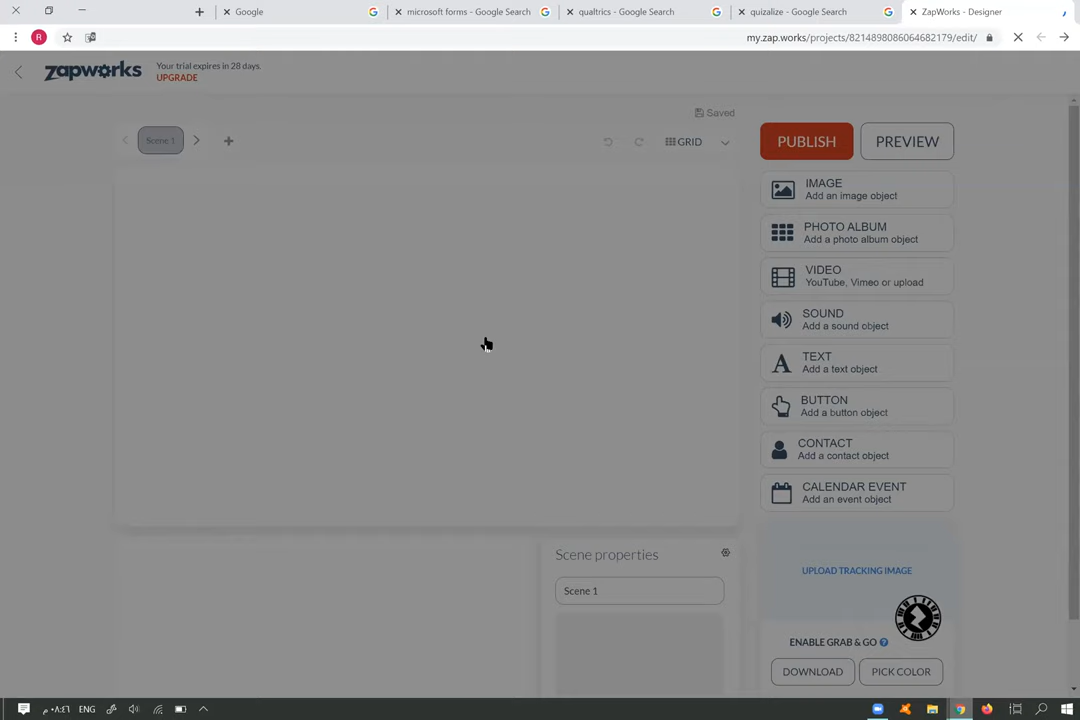 Google
microsoft forms - Google Search
qualtrics - Google Search
quizalize - Google Search
ZapWorks - Designer
R
my.zap.works/projects/8214898086064682179/edit/
zapworks
Your trial expires in 28 days.
UPGRADE
Saved
Scene 1
GRID
PUBLISH
PREVIEW
IMAGE
Add an image object
PHOTO ALBUM
Add a photo album object
VIDEO
YouTube, Vimeo or upload
SOUND
Add a sound object
TEXT
Add a text object
BUTTON
Add a button object
CONTACT
Add a contact object
CALENDAR EVENT
Add an event object
Scene properties
Scene 1
UPLOAD TRACKING IMAGE
ENABLE GRAB & GO
DOWNLOAD
PICK COLOR
٠٨:٤٦ م
ENG